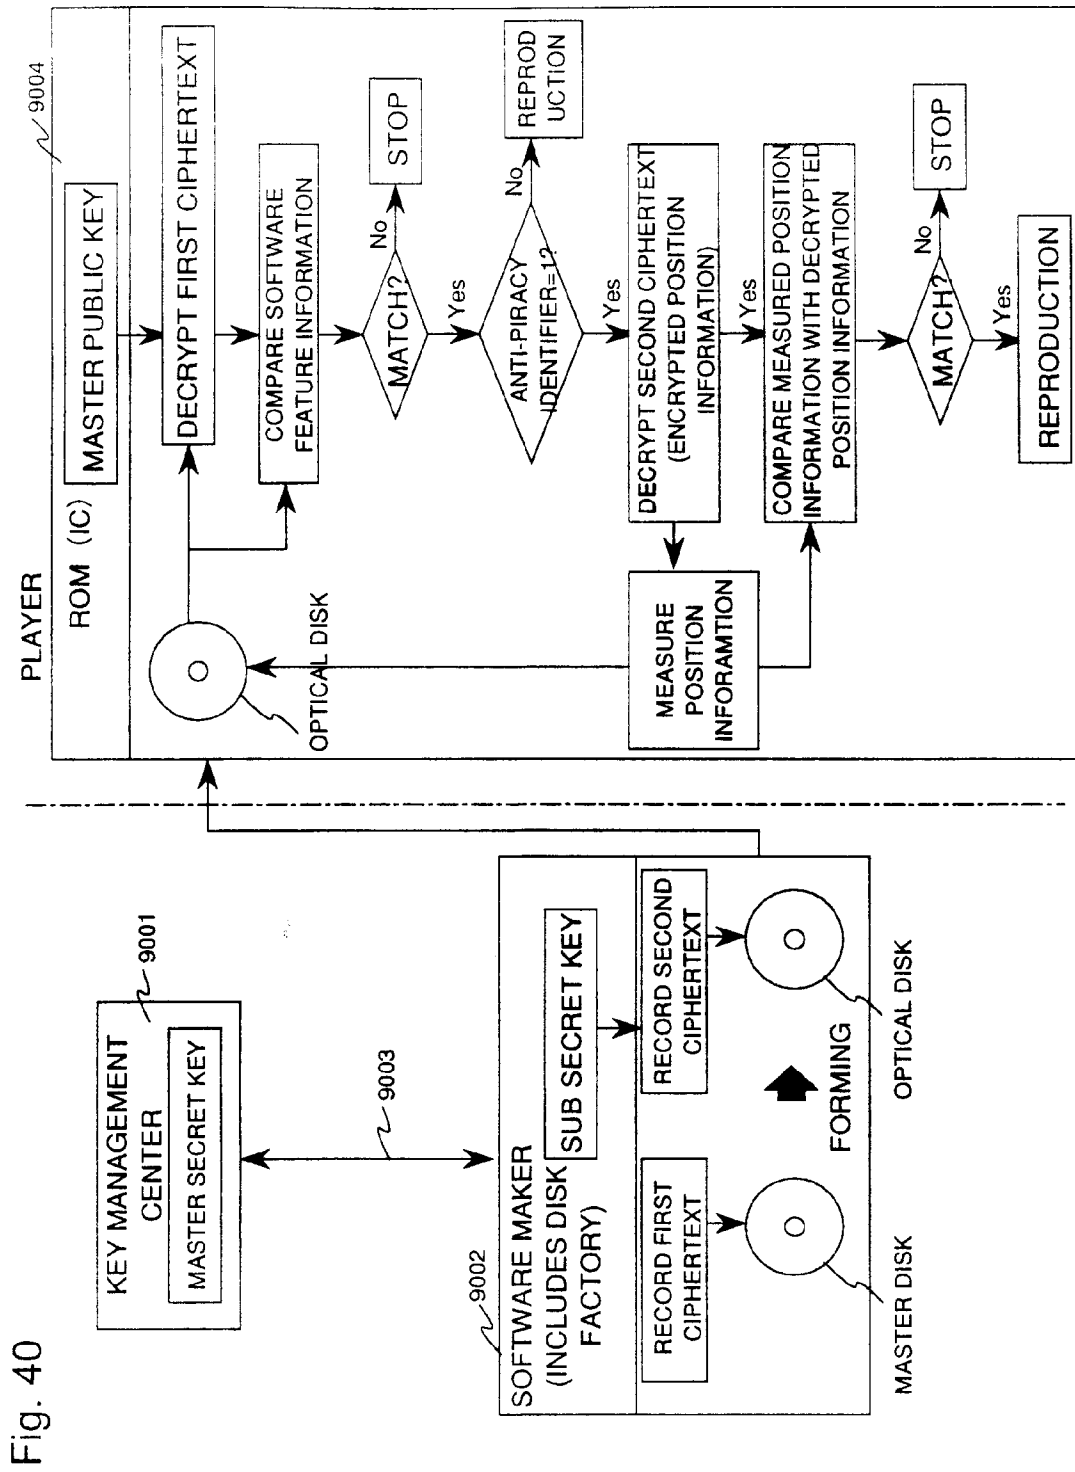 Fig. 40
KEY MANAGEMENT
CENTER
MASTER SECRET KEY
9001
9003
9002
SOFTWARE MAKER
(INCLUDES DISK
FACTORY)
SUB SECRET KEY
RECORD FIRST
CIPHERTEXT
RECORD SECOND
CIPHERTEXT
FORMING
MASTER DISK
OPTICAL DISK
PLAYER
9004
ROM (IC)
MASTER PUBLIC KEY
OPTICAL DISK
DECRYPT FIRST CIPHERTEXT
COMPARE SOFTWARE
FEATURE INFORMATION
MATCH?
No
STOP
Yes
ANTI-PIRACY
IDENTIFIER=1?
No
REPROD
UCTION
Yes
DECRYPT SECOND CIPHERTEXT
(ENCRYPTED POSITION
INFORMATION)
MEASURE
POSITION
INFORAMTION
Yes
COMPARE MEASURED POSITION
INFORMATION WITH DECRYPTED
POSITION INFORMATION
MATCH?
No
STOP
Yes
REPRODUCTION